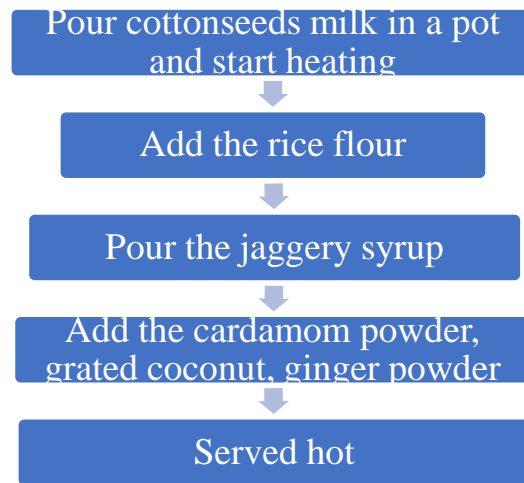 Pour cottonseeds milk in a pot
and start heating
Add the rice flour
Pour the jaggery syrup
Add the cardamom powder,
grated coconut, ginger powder
Served hot